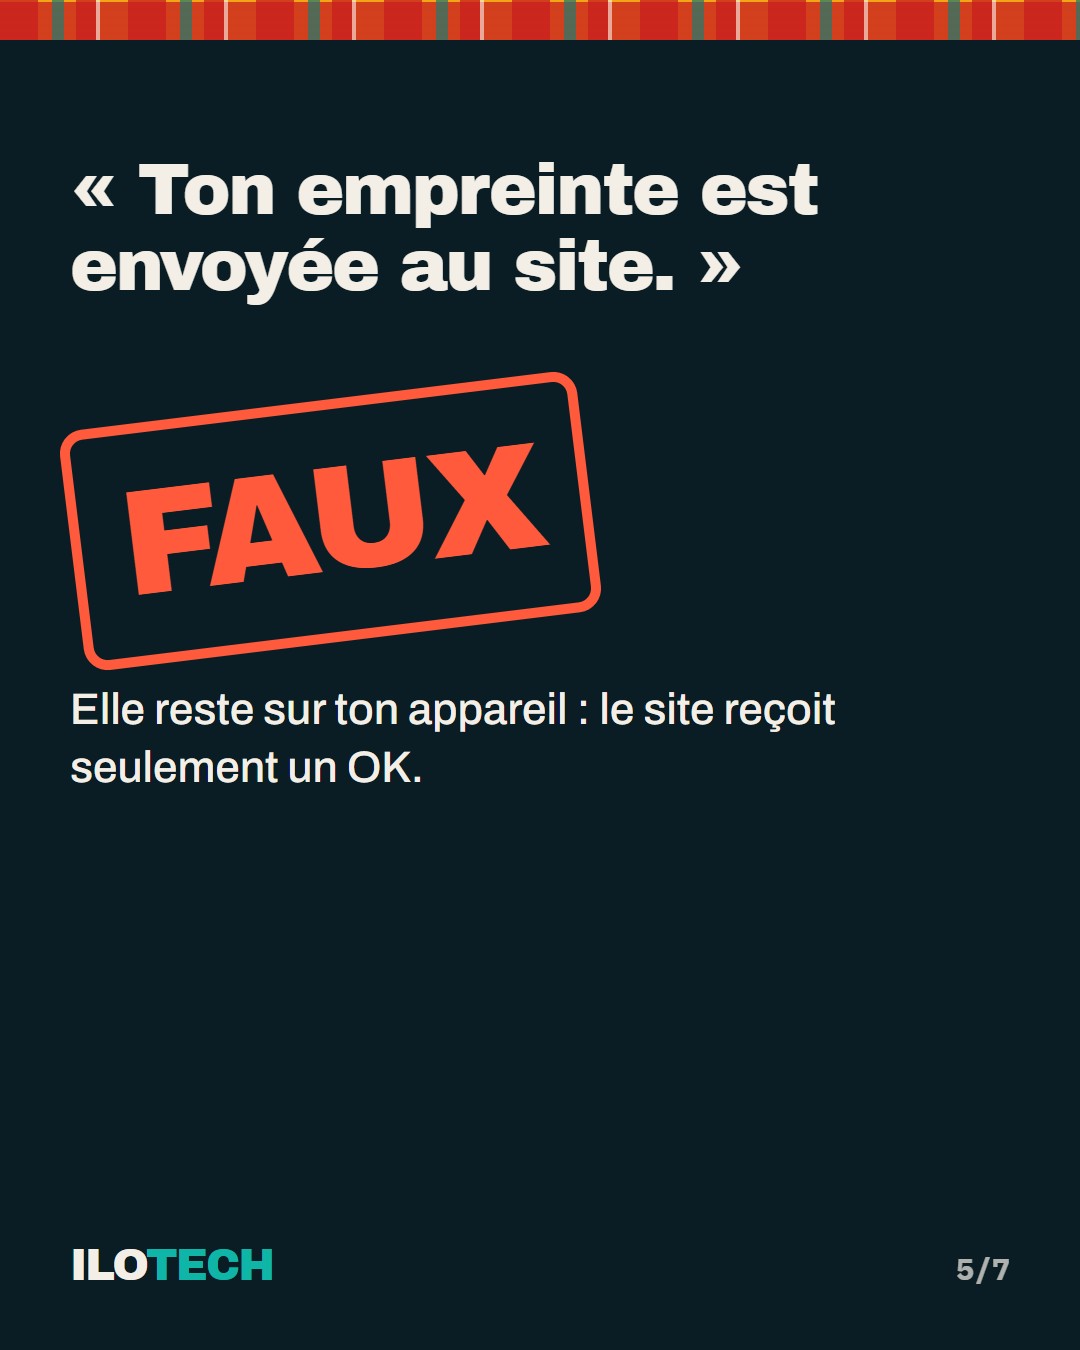 « Ton empreinte est
envoyée au site. »
FAUX
Elle reste sur ton appareil : le site reçoit
seulement un OK.
ILOTECH
5/7